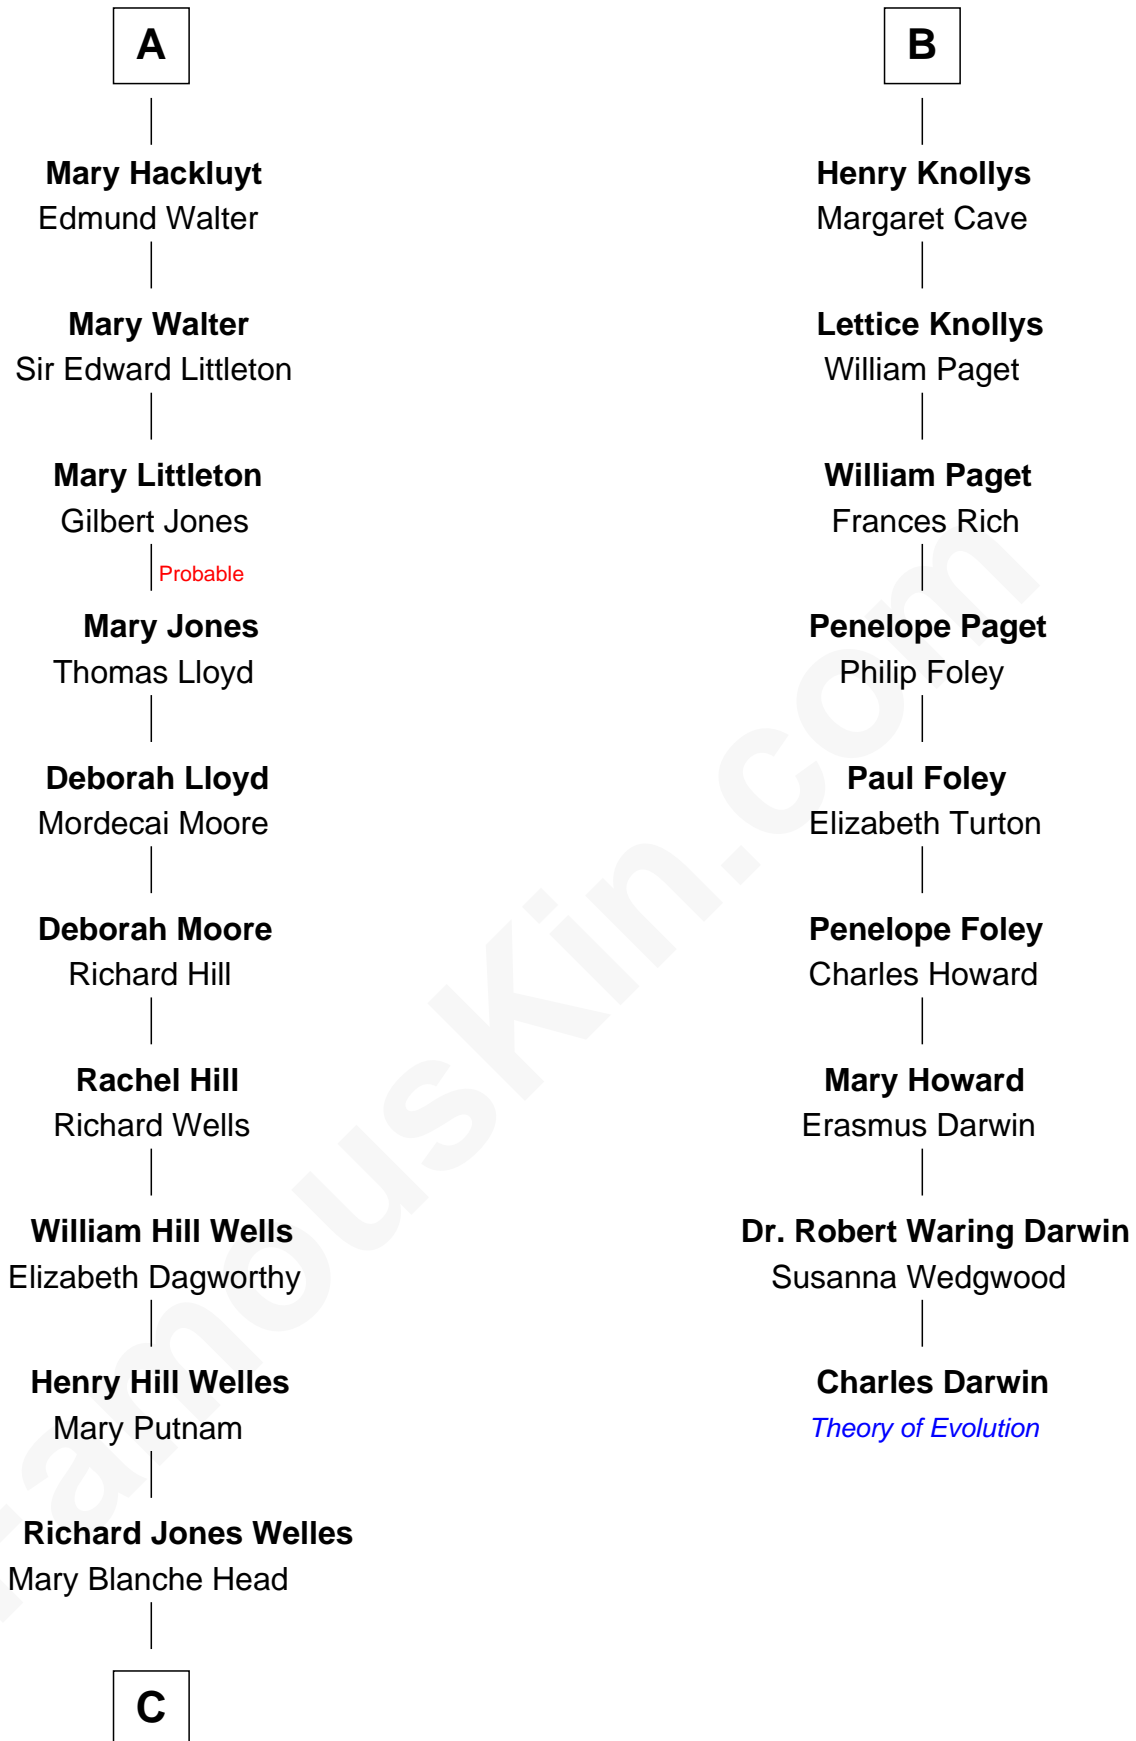 A
Mary Hackluyt
Edmund Walter
Mary Walter
Sir Edward Littleton
Mary Littleton
Gilbert Jones
Probable
Mary Jones
Thomas Lloyd
Deborah Lloyd
Mordecai Moore
Deborah Moore
Richard Hill
Rachel Hill
Richard Wells
William Hill Wells
Elizabeth Dagworthy
Henry Hill Welles
Mary Putnam
Richard Jones Welles
Mary Blanche Head
C
B
Henry Knollys
Margaret Cave
Lettice Knollys
William Paget
William Paget
Frances Rich
Penelope Paget
Philip Foley
Paul Foley
Elizabeth Turton
Penelope Foley
Charles Howard
Mary Howard
Erasmus Darwin
Dr. Robert Waring Darwin
Susanna Wedgwood
Charles Darwin
Theory of Evolution
FamousKin.com